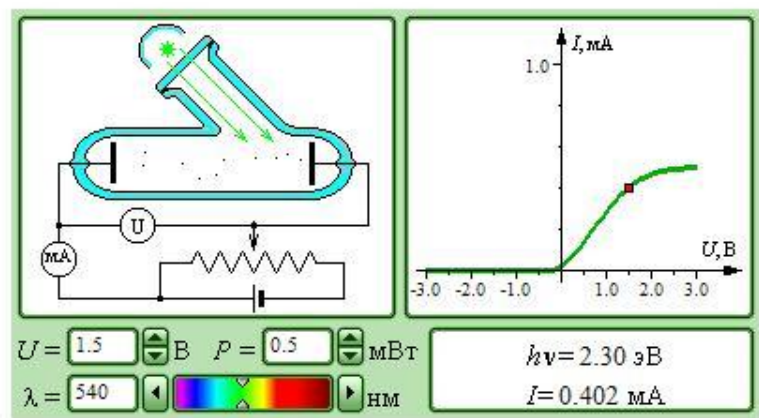 U
мА
I, мА
1.0
U, В
-3.0 -2.0 -1.0 1.0 2.0 3.0
U = 1.5 В P = 0.5 мВт
λ = 540 нм
hν = 2.30 эВ
I = 0.402 мА